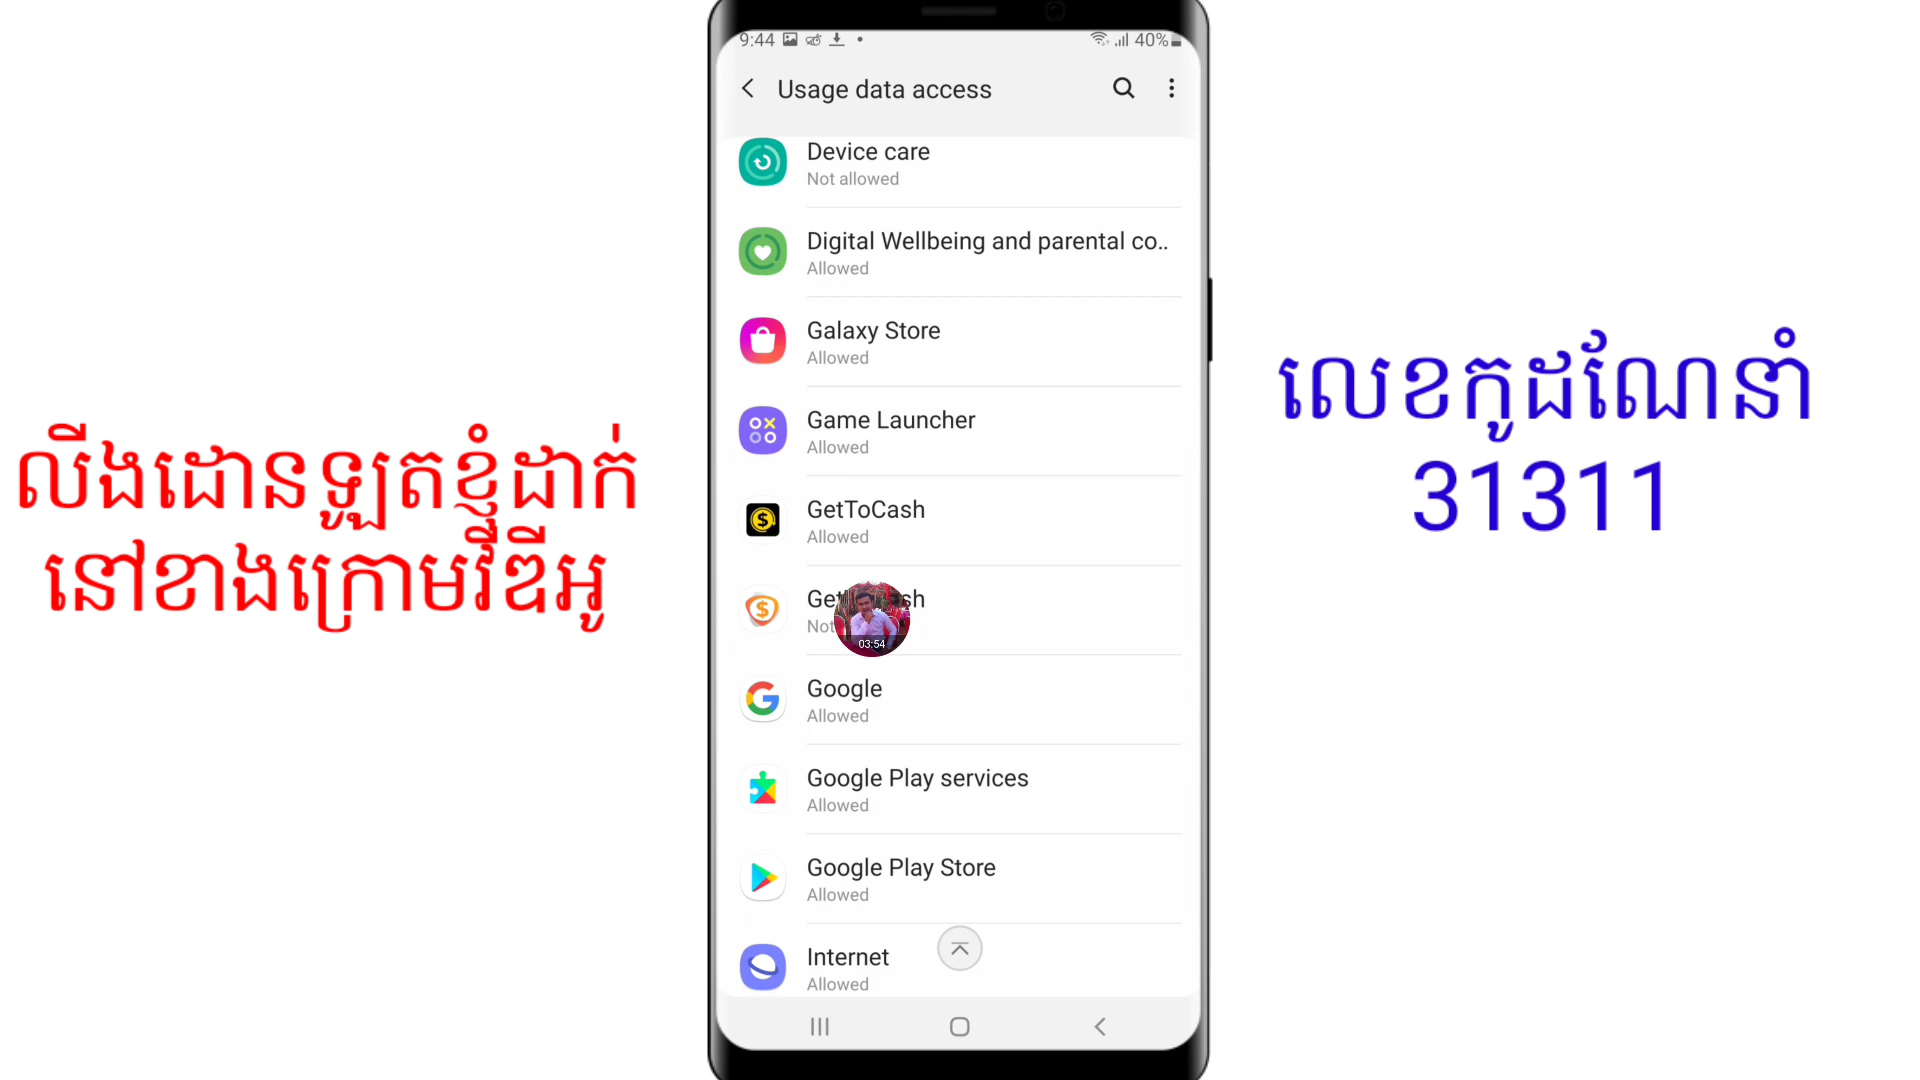 9:44
40%
Usage data access
Device care
Not allowed
Digital Wellbeing and parental co..
Allowed
Galaxy Store
Allowed
Game Launcher
Allowed
GetToCash
Allowed
Not
03:54
Google
Allowed
Google Play services
Allowed
Google Play Store
Allowed
Internet
Allowed
លីងដោនឡូតខ្ញុំដាក់
នៅខាងក្រោមវីឌីអូ
លេខកូដណែនាំ
31311